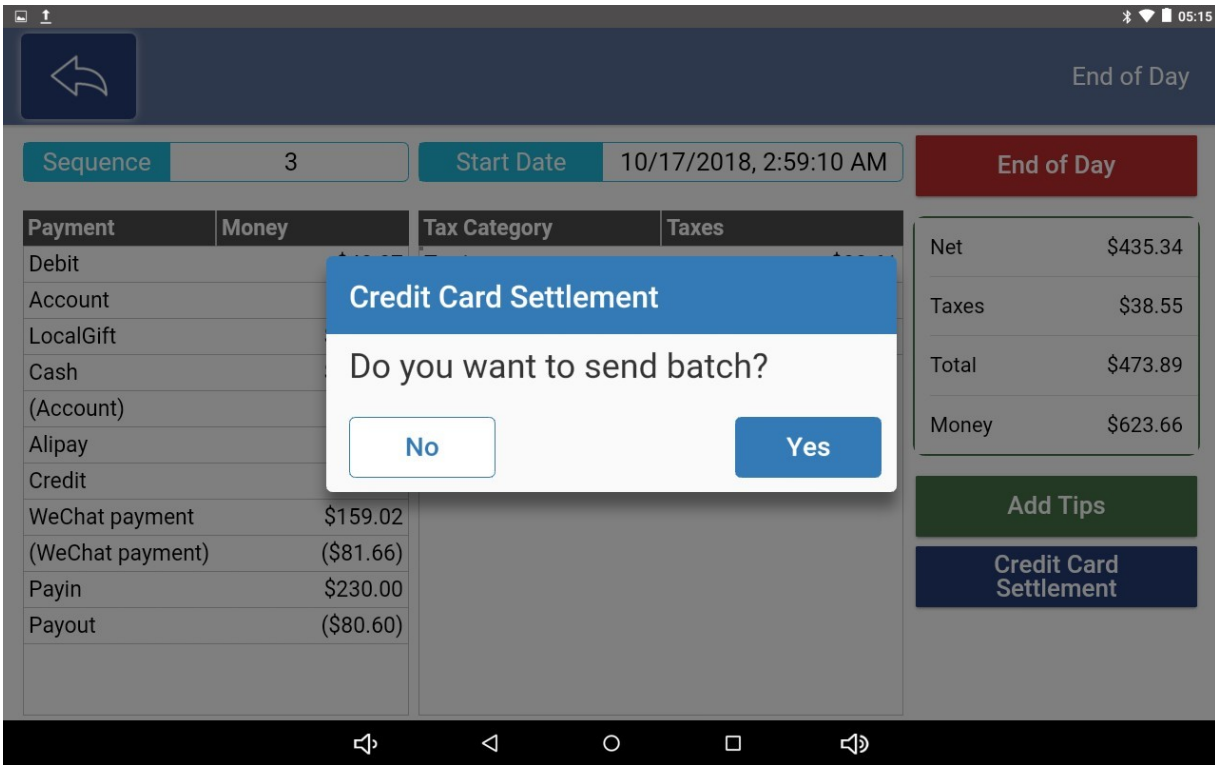 05:15
End of Day
Sequence 3 Start Date 10/17/2018, 2:59:10 AM End of Day
Payment Money Tax Category Taxes
Net $435.34
Debit
Account
Taxes $38.55
LocalGift
Cash
Total $473.89
(Account)
Alipay
Money $623.66
Credit
Credit Card Settlement
Do you want to send batch?
No Yes
WeChat payment $159.02
(WeChat payment) ($81.66)
Payin $230.00
Payout ($80.60)
Add Tips
Credit Card
Settlement